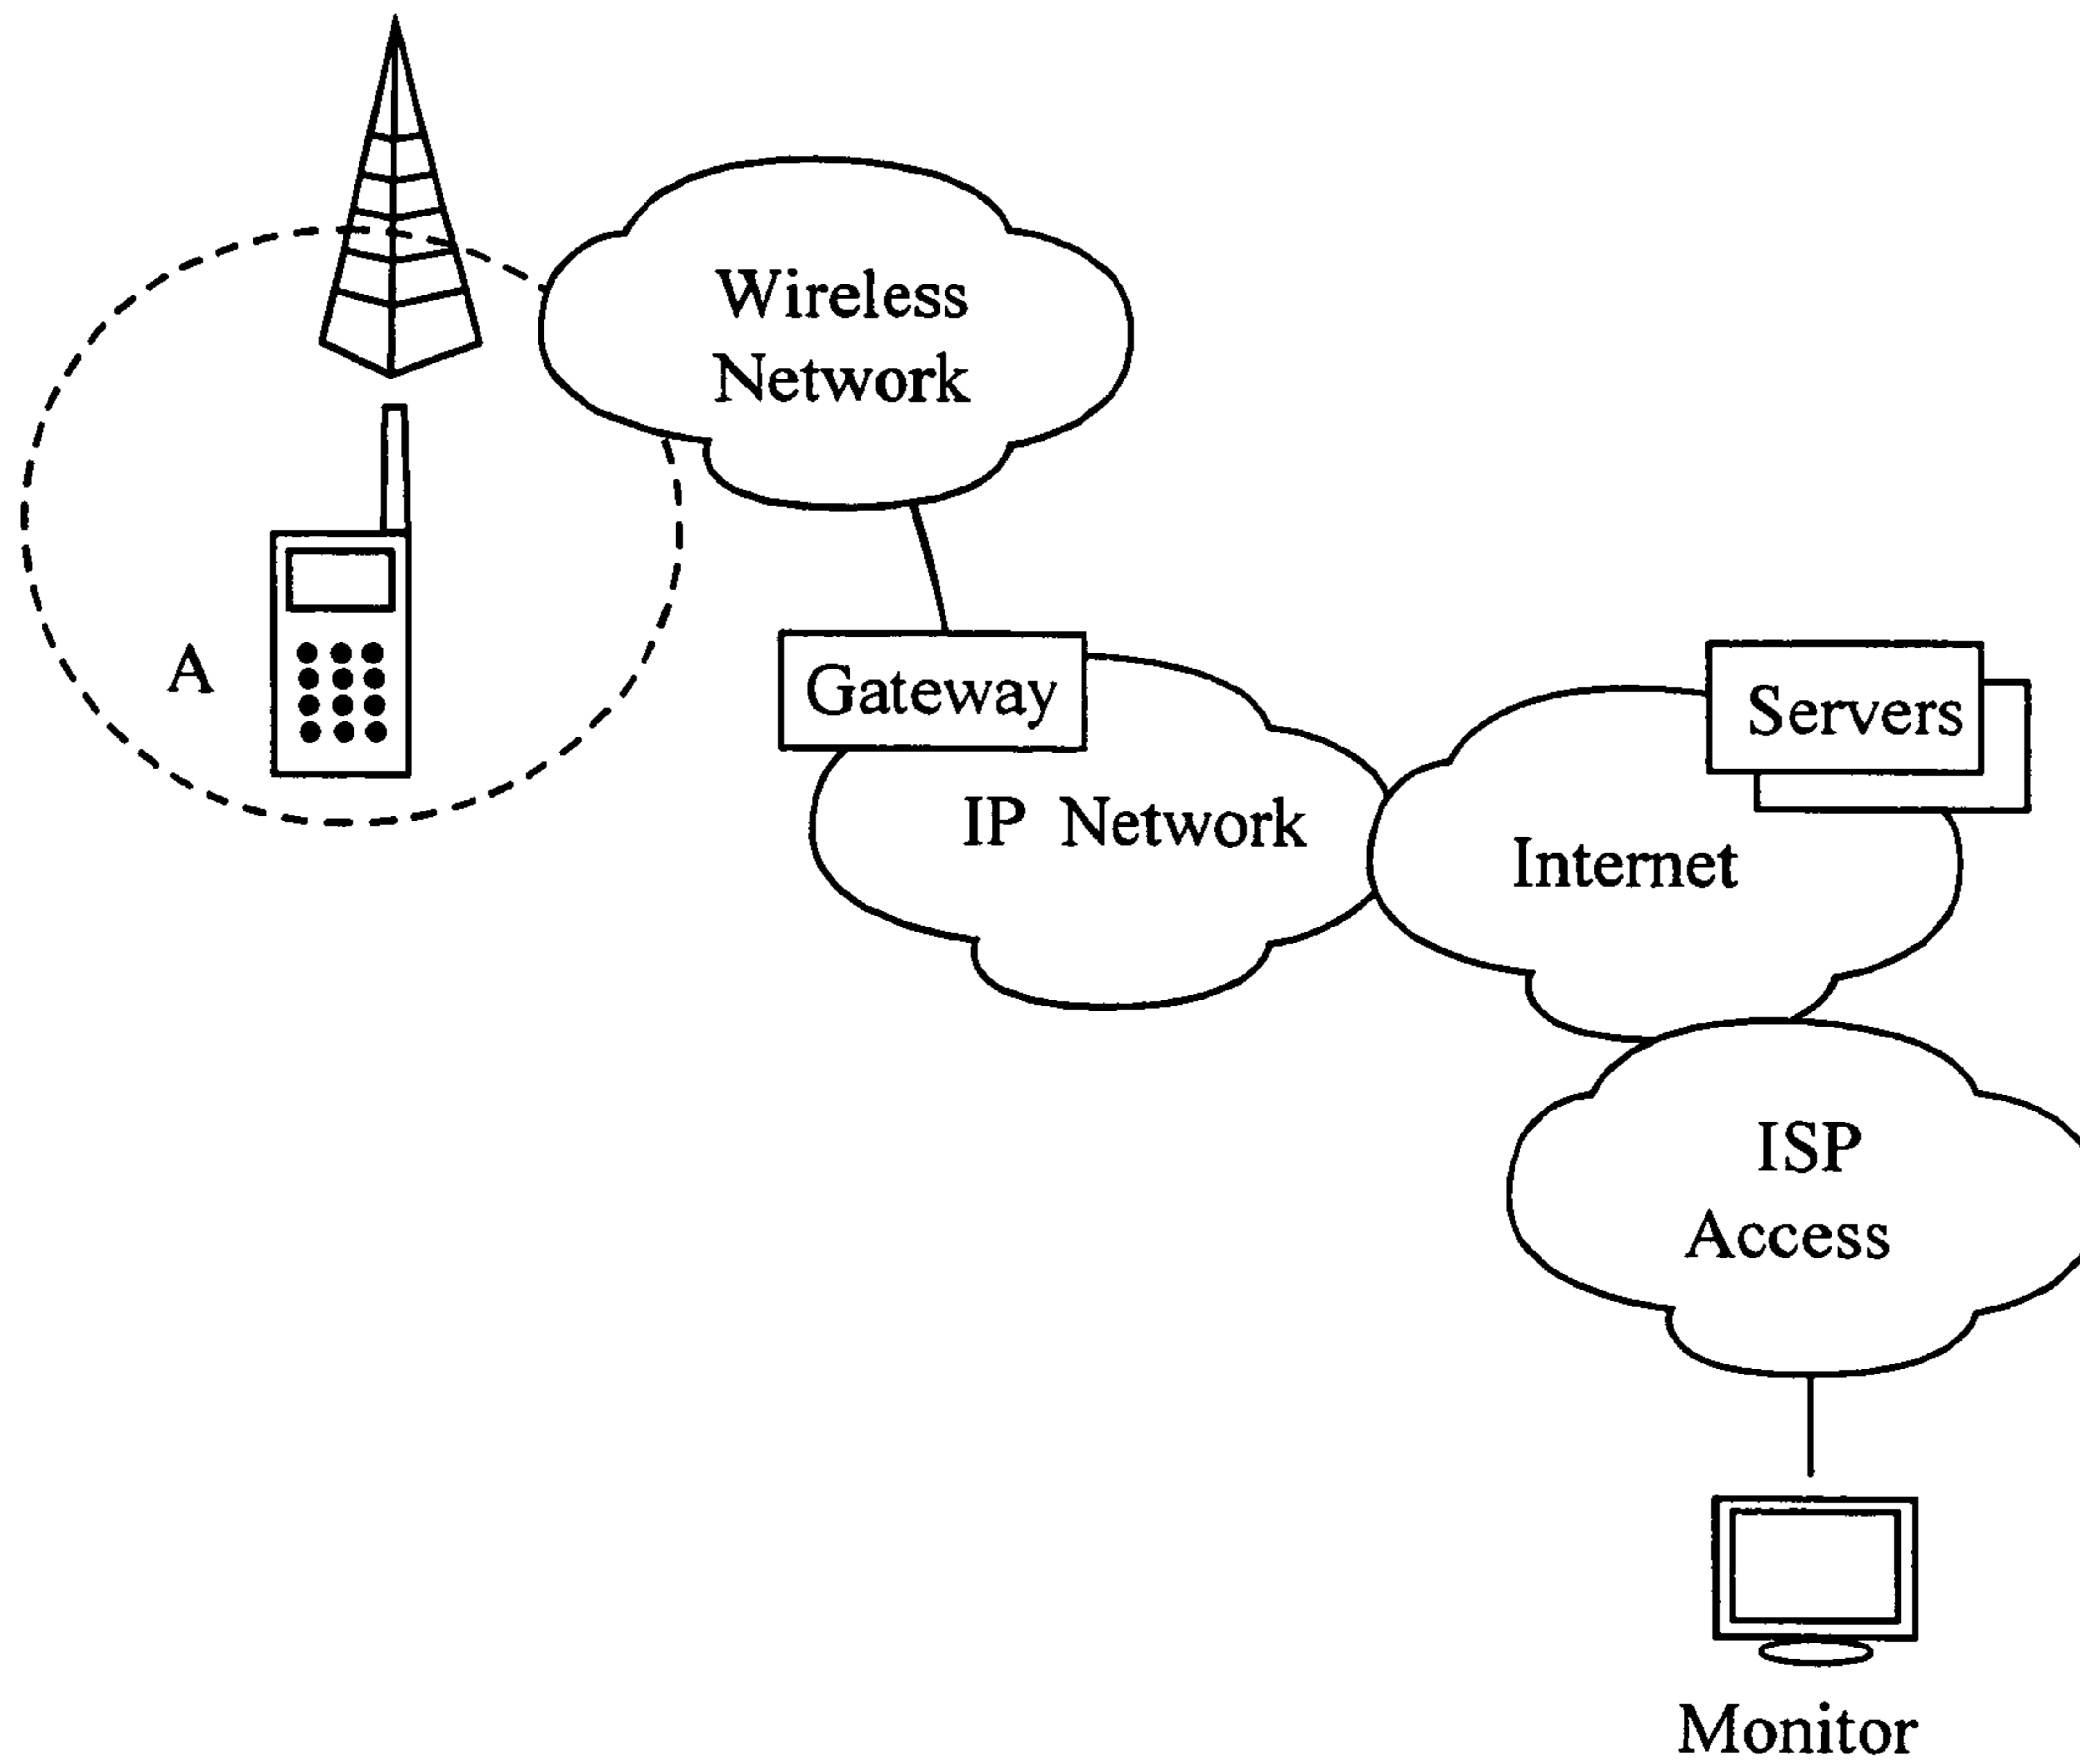 Wireless
Network
A
Gateway
Servers
IP Network
Internet
ISP
Access
Monitor